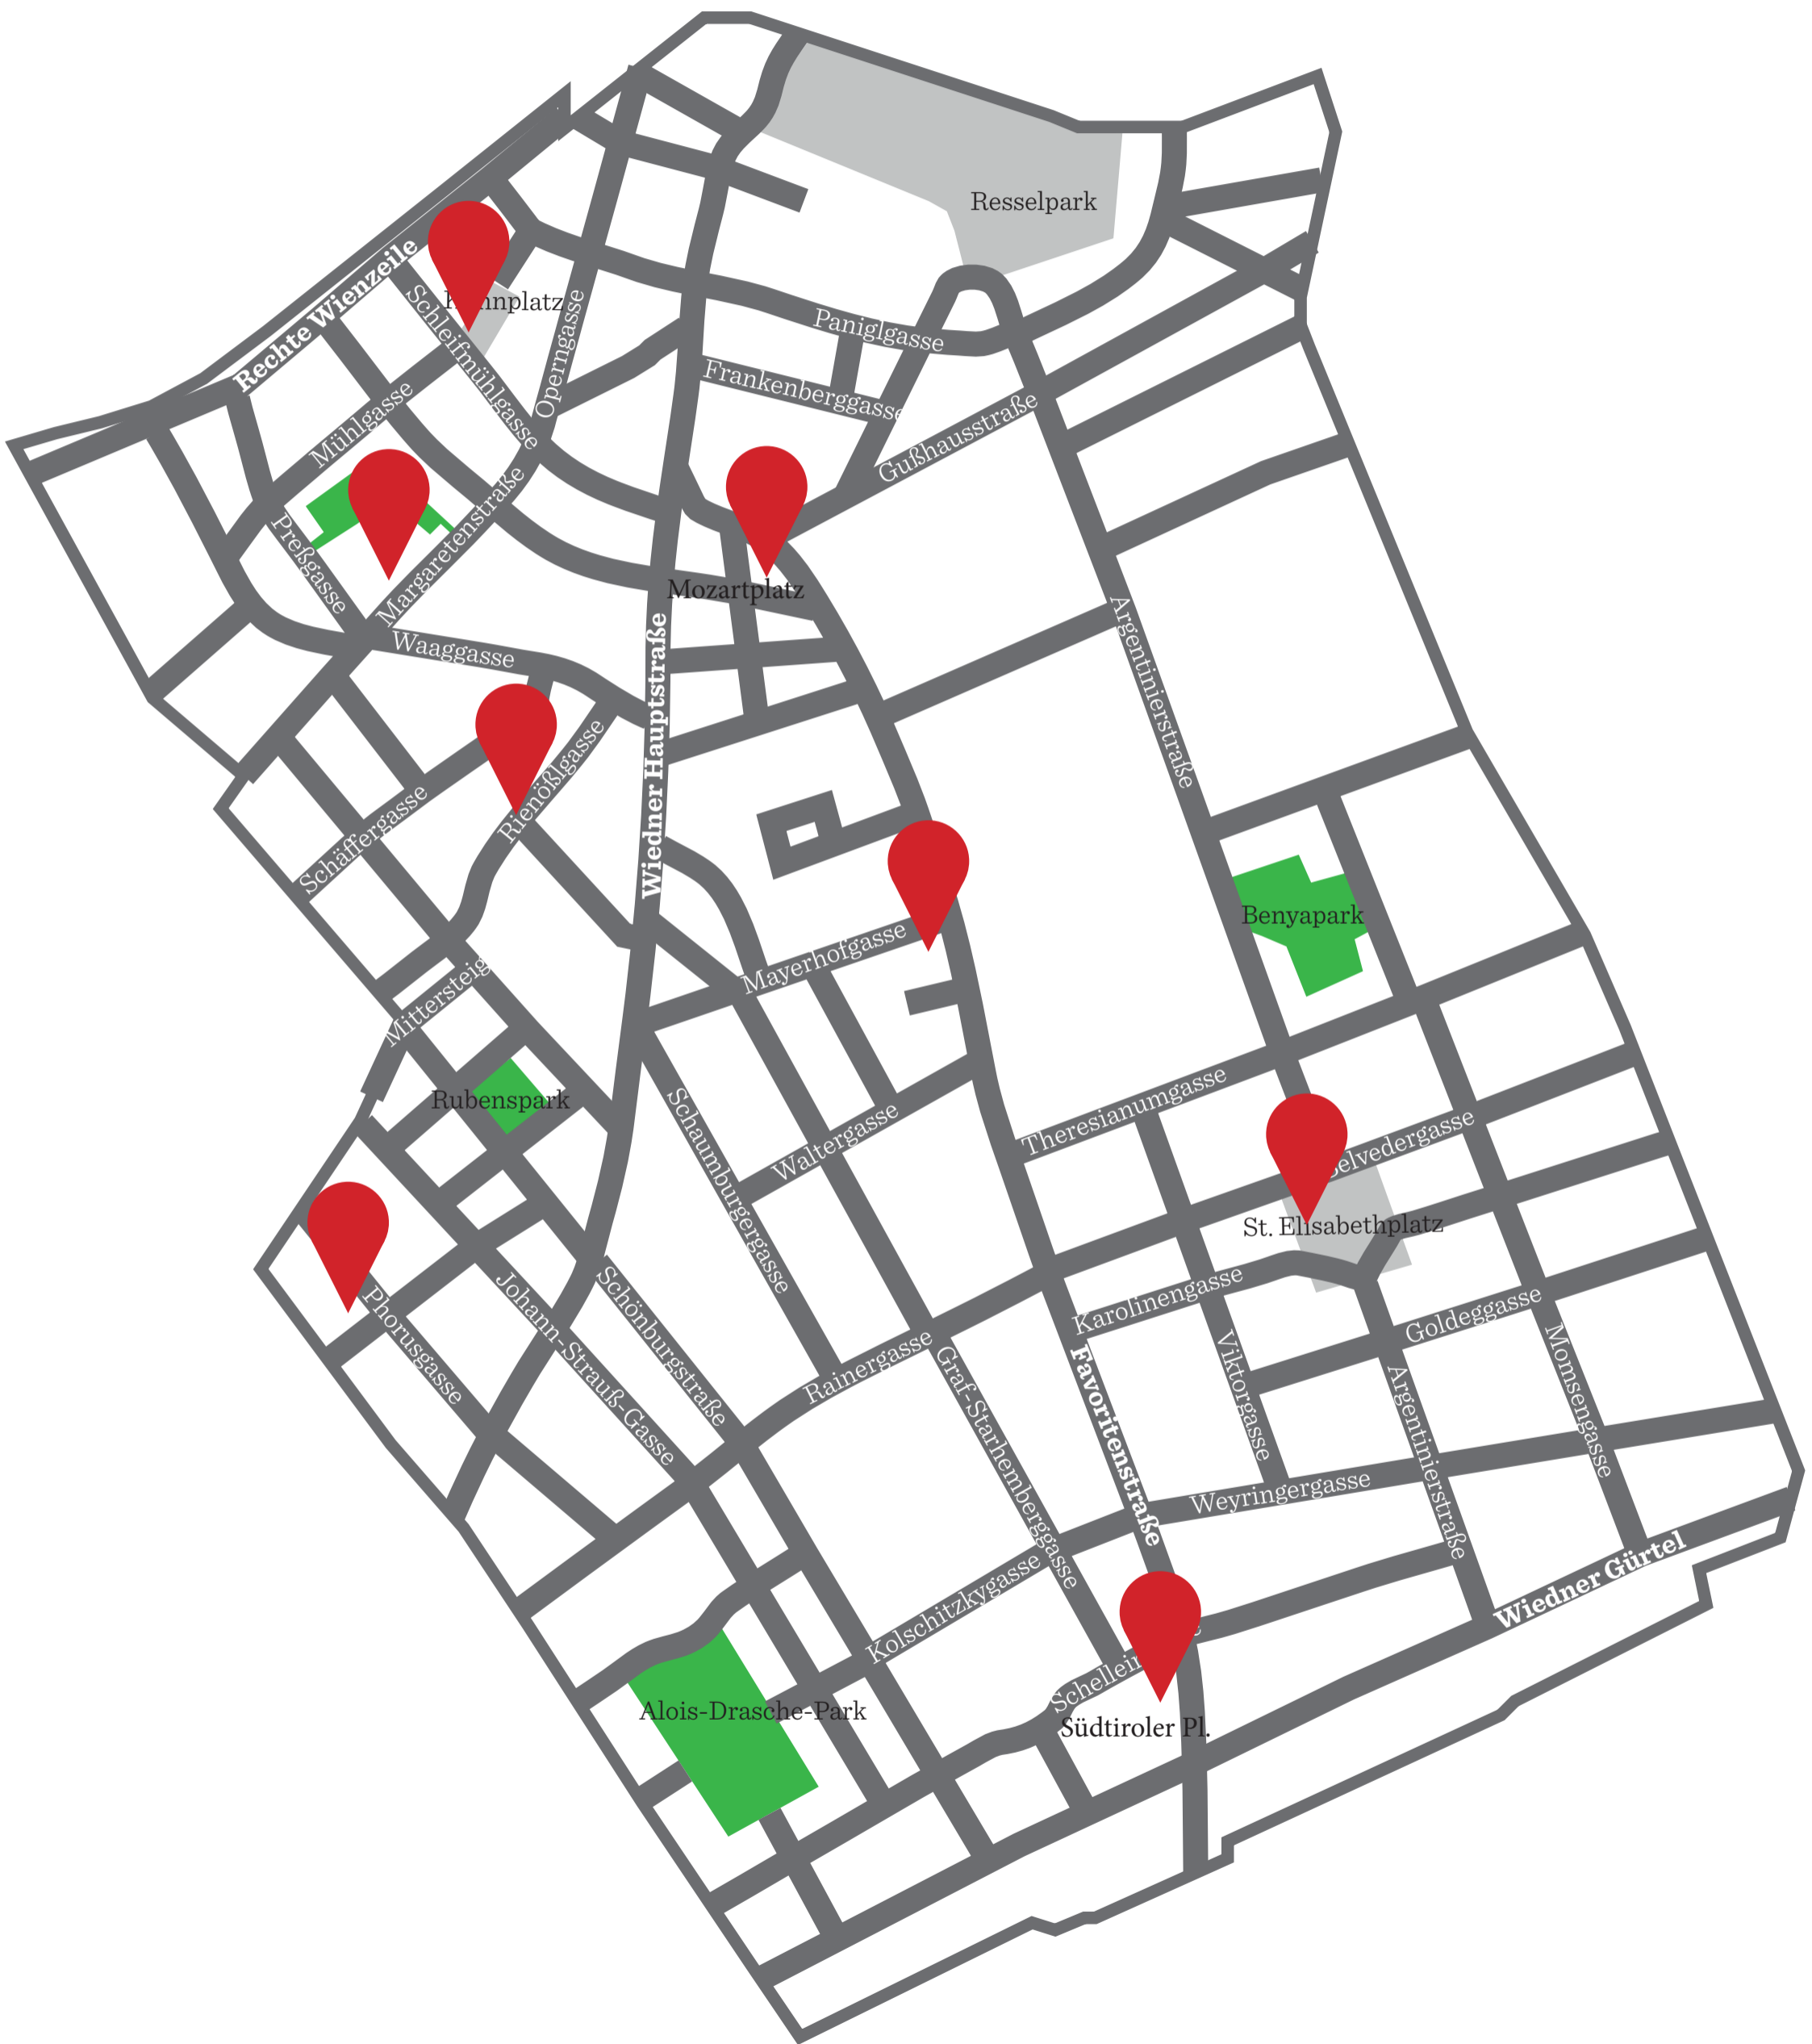 Resselpark
Rechte Wienzeile
Schleifmühlgasse
Operngasse
Paniglgasse
Frankenberggasse
Mühlgasse
Gußhausstraße
Preßgasse
Margaretenstraße
Mozartplatz
Waaggasse
Wiedner Hauptstraße
Argentinierstraße
Rienößlgasse
Schäffergasse
Benyapark
Mayerhofgasse
Mittersteig
Rubenspark
Schaumburgergasse
Waltergasse
Theresianumgasse
St. Elisabethplatz
Karolinengasse
Goldeggasse
Phorusgasse
Johann-Strauß-Gasse
Schönburgstraße
Rainergasse
Graf-Starhemberggasse
Favoritenstraße
Viktorgasse
Argentinierstraße
Mommsengasse
Weyringergasse
Kolschitzkygasse
Wiedner Gürtel
Alois-Drasche-Park
Südtiroler Pl.